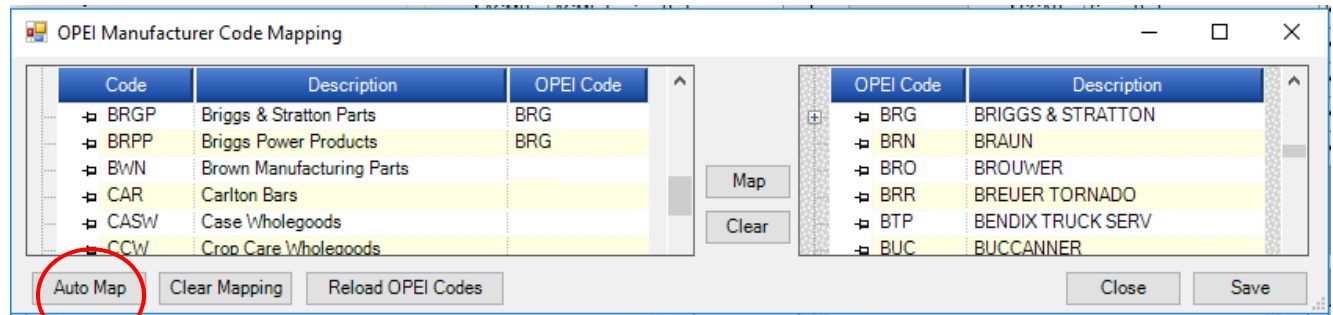 OPEI Manufacturer Code Mapping
Code Description OPEI Code
BRGP Briggs & Stratton Parts BRG
BRPP Briggs Power Products BRG
BWN Brown Manufacturing Parts
CAR Carlton Bars
CASW Case Wholegoods
CCW Crop Care Wholegoods
Map
Clear
OPEI Code Description
BRG BRIGGS & STRATTON
BRN BRAUN
BRO BROUWER
BRR BREUER TORNADO
BTP BENDIX TRUCK SERV
BUC BUCCANNER
Auto Map Clear Mapping Reload OPEI Codes Close Save